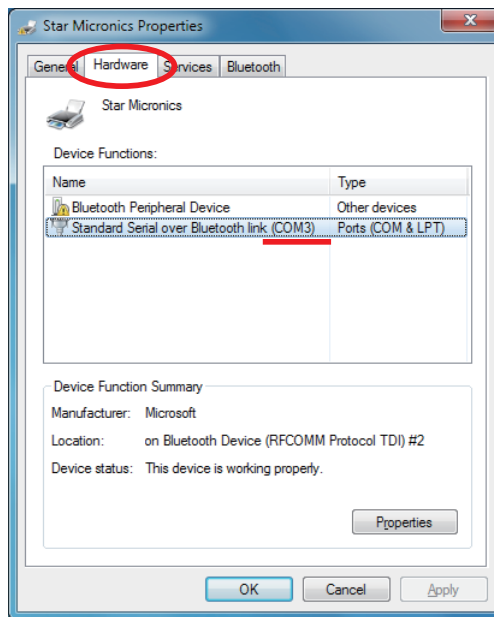 Star Micronics Properties
General Hardware Services Bluetooth
Star Micronics
Device Functions:
Name Type
Bluetooth Peripheral Device Other devices
Standard Serial over Bluetooth link (COM3) Ports (COM & LPT)
Device Function Summary
Manufacturer: Microsoft
Location: on Bluetooth Device (RFCOMM Protocol TDI) #2
Device status: This device is working properly.
Properties
OK Cancel Apply